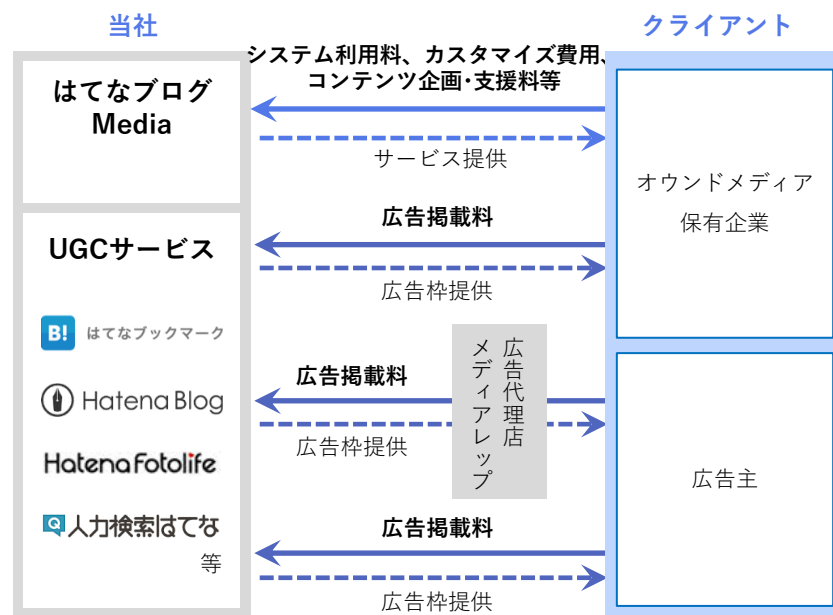 当社
クライアント
システム利用料、カスタマイズ費用、
コンテンツ企画･支援料等
はてなブログ
Media
サービス提供
オウンドメディア
保有企業
広告掲載料
UGCサービス
広告枠提供
B! はてなブックマーク
広告代理店
メディアレップ
広告掲載料
Hatena Blog
広告枠提供
Hatena Fotolife
広告主
Q 人力検索はてな
等
広告掲載料
広告枠提供